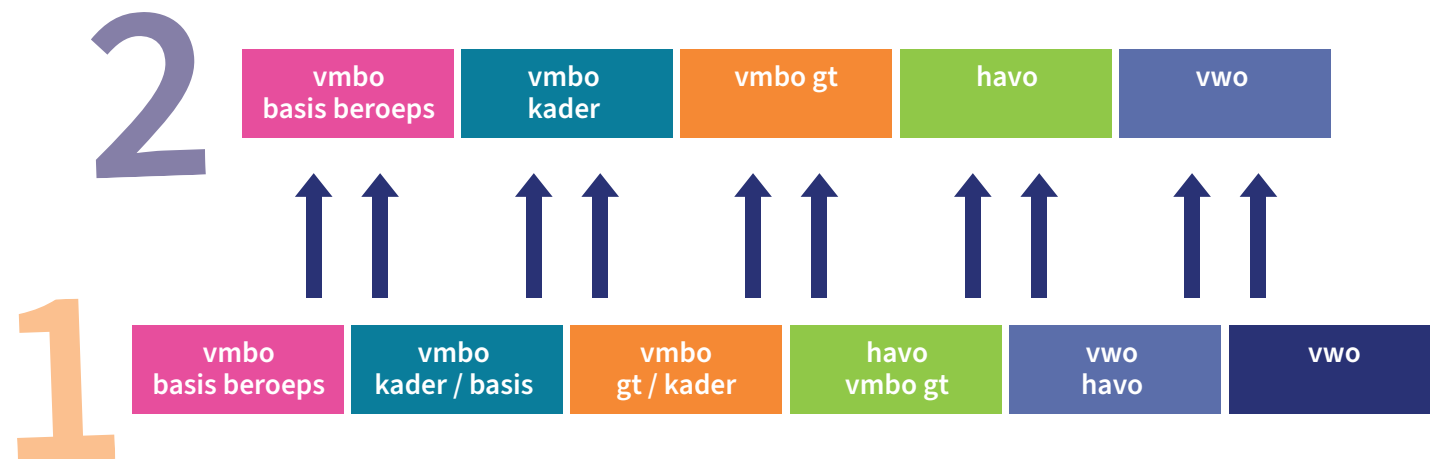 2
vmbo
basis beroeps
vmbo
kader
vmbo gt
havo
vwo
1
vmbo
basis beroeps
vmbo
kader / basis
vmbo
gt / kader
havo
vmbo gt
vwo
havo
vwo